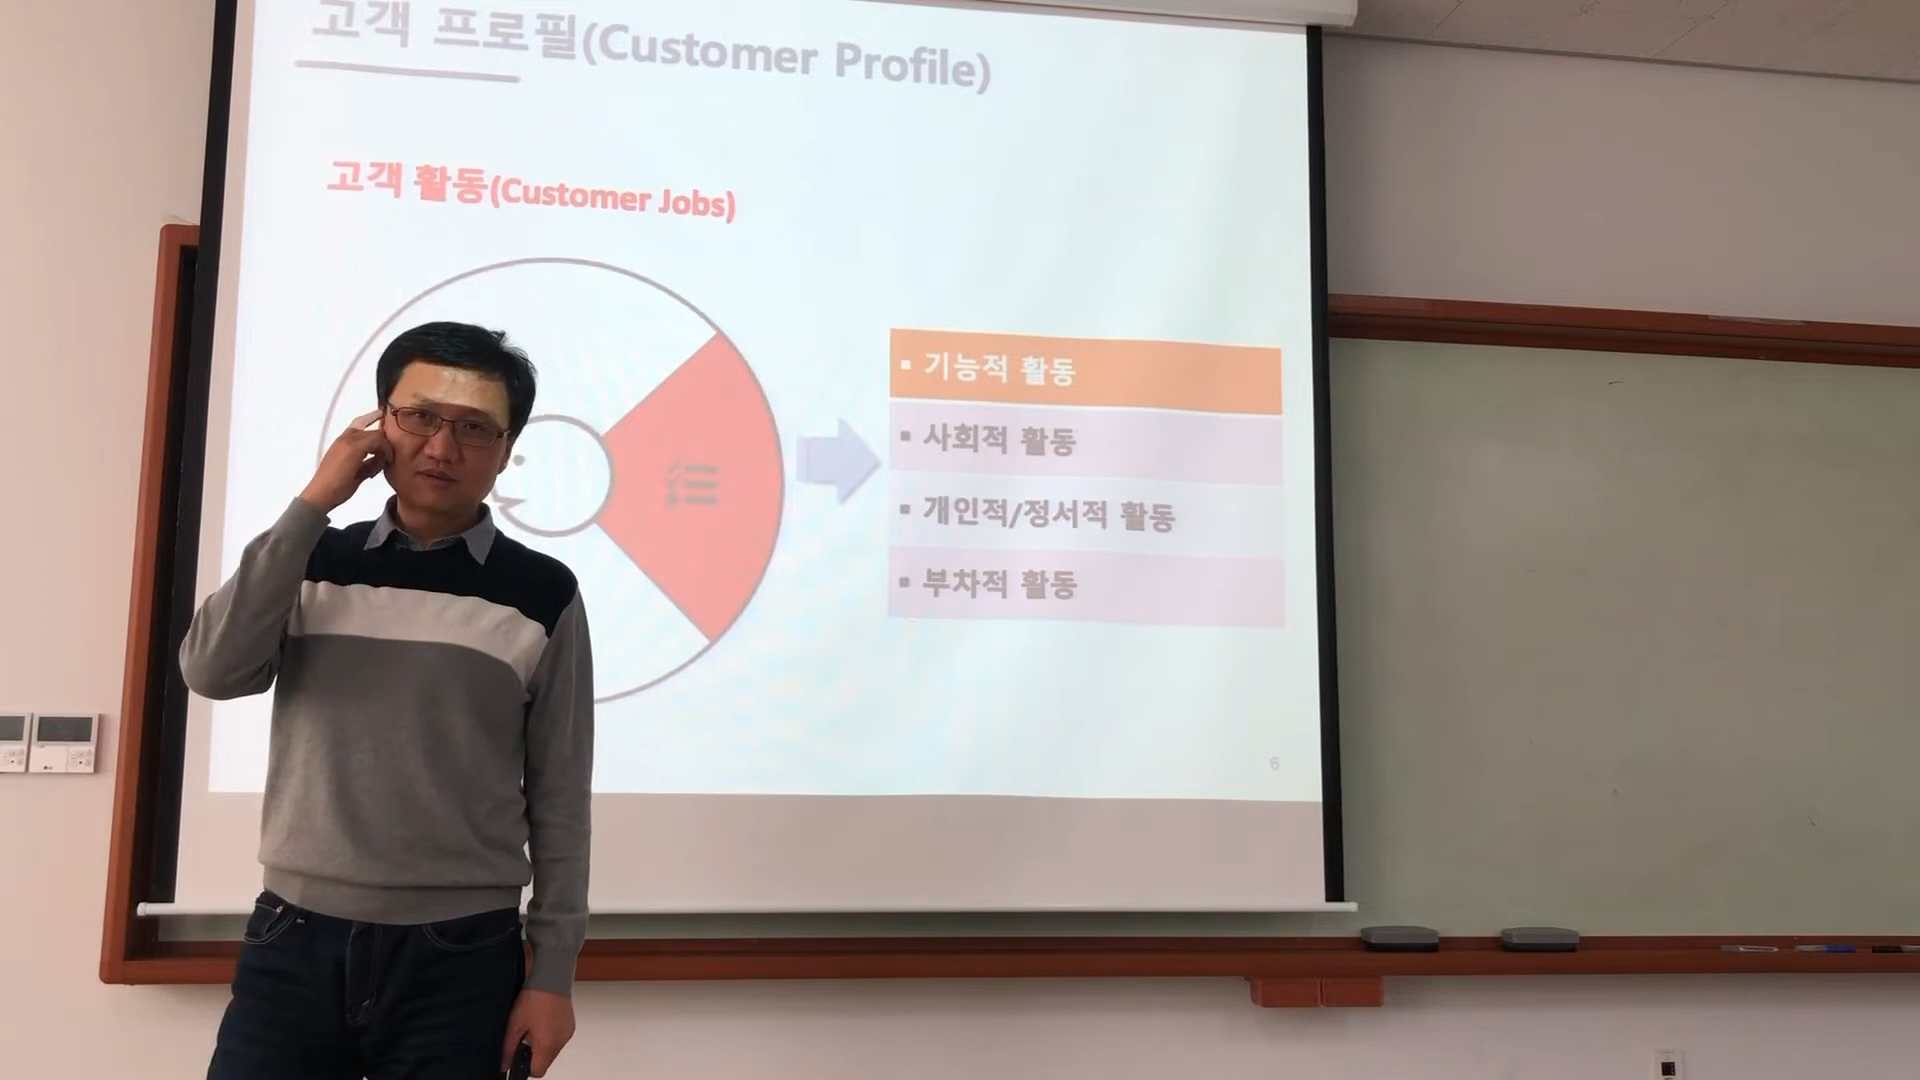 고객 프로필(Customer Profile)
고객 활동(Customer Jobs)
▪ 기능적 활동
▪ 사회적 활동
▪ 개인적/정서적 활동
▪ 부차적 활동
6